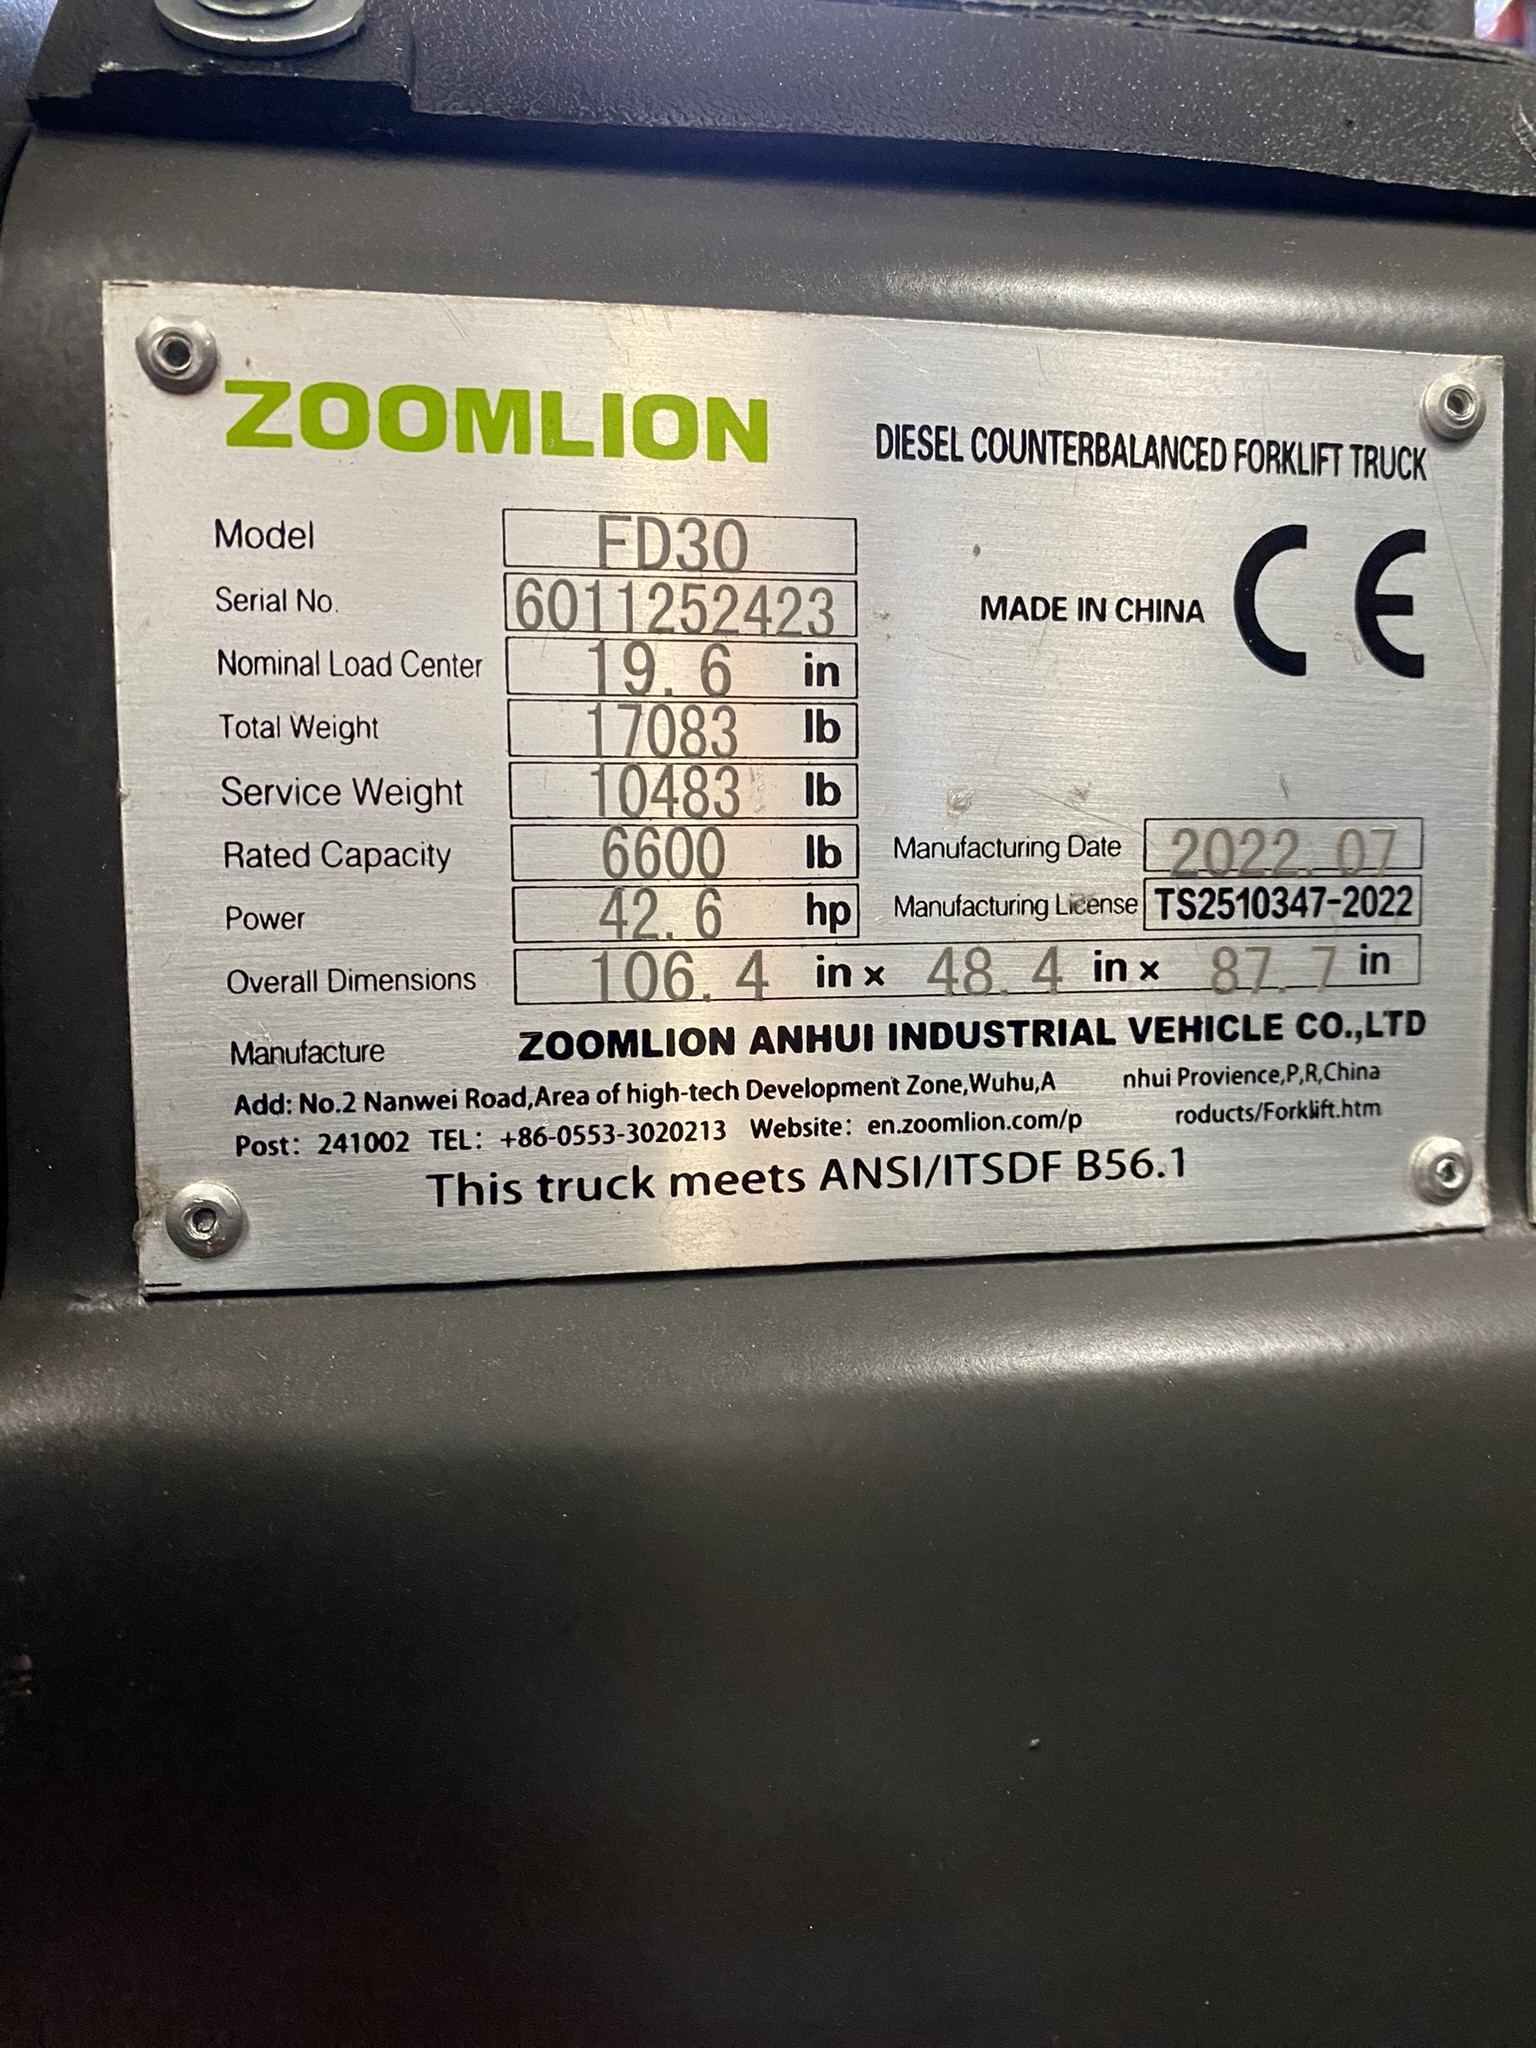 ZOOMLION
DIESEL COUNTERBALANCED FORKLIFT TRUCK
Model FD30
Serial No. 6011252423
MADE IN CHINA CE
Nominal Load Center 19.6 in
Total Weight 17083 lb
Service Weight 10483 lb
Rated Capacity 6600 lb
Manufacturing Date 2022.07
Power 42.6 hp
Manufacturing License TS2510347-2022
Overall Dimensions 106.4 in x 48.4 in x 87.7 in
Manufacture ZOOMLION ANHUI INDUSTRIAL VEHICLE CO.,LTD
Add: No.2 Nanwei Road,Area of high-tech Development Zone,Wuhu,A nhui Provience,P,R,China
Post: 241002 TEL: +86-0553-3020213 Website: en.zoomlion.com/p roducts/Forklift.htm
This truck meets ANSI/ITSDF B56.1